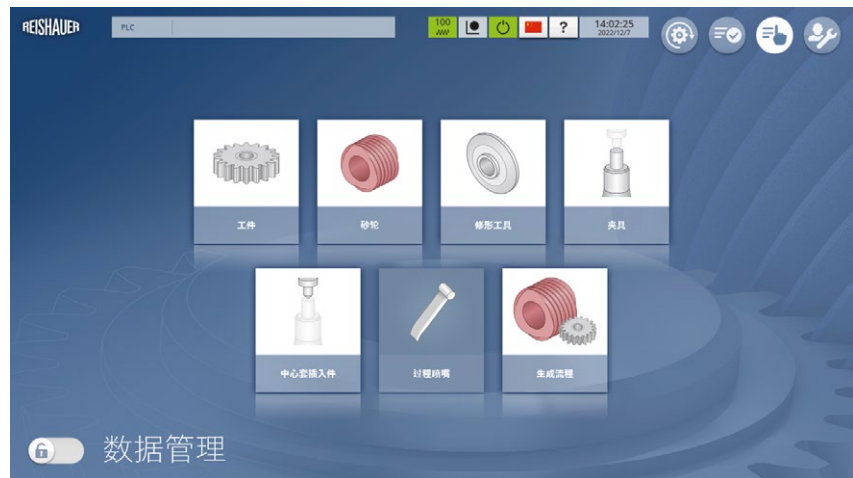 REISHAUER
PLC
100
?
14:02:25
2022/12/7
工件
砂轮
修形工具
夹具
中心套插入件
过程喷嘴
生成流程
数据管理